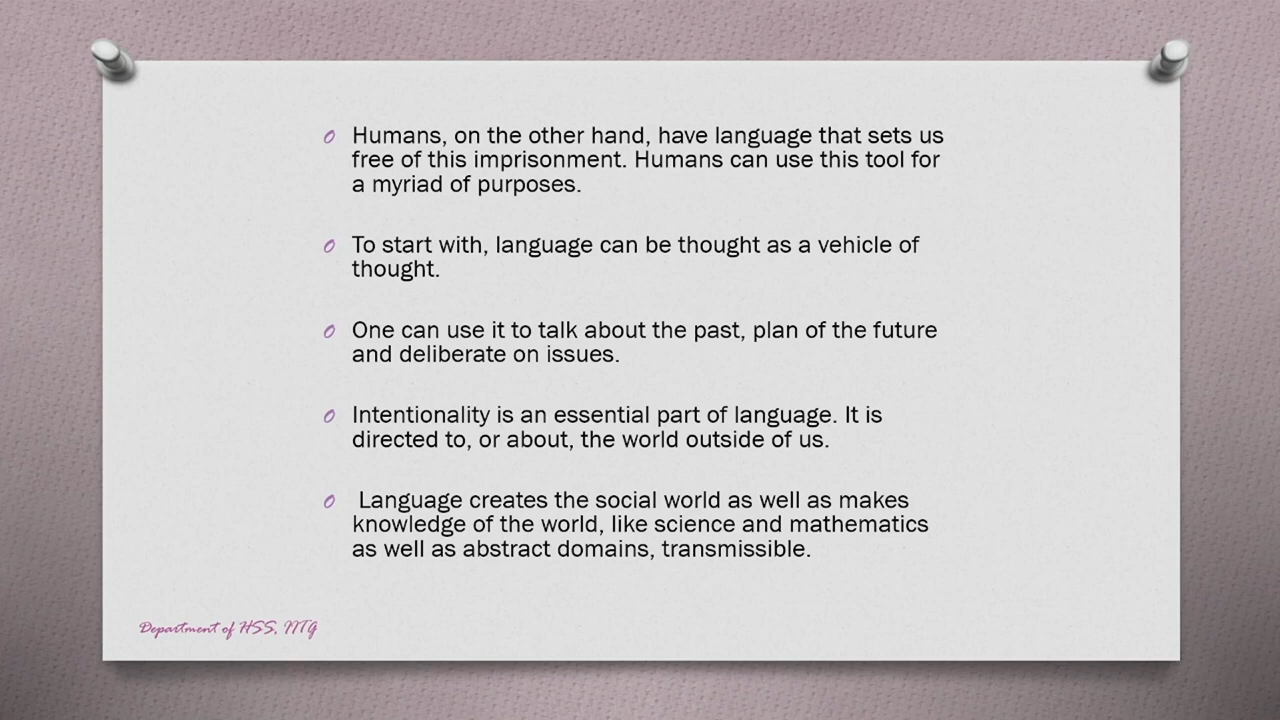 Humans, on the other hand, have language that sets us
free of this imprisonment. Humans can use this tool for
a myriad of purposes.
To start with, language can be thought as a vehicle of
thought.
One can use it to talk about the past, plan of the future
and deliberate on issues.
Intentionality is an essential part of language. It is
directed to, or about, the world outside of us.
Language creates the social world as well as makes
knowledge of the world, like science and mathematics
as well as abstract domains, transmissible.
Department of HSS, IITG